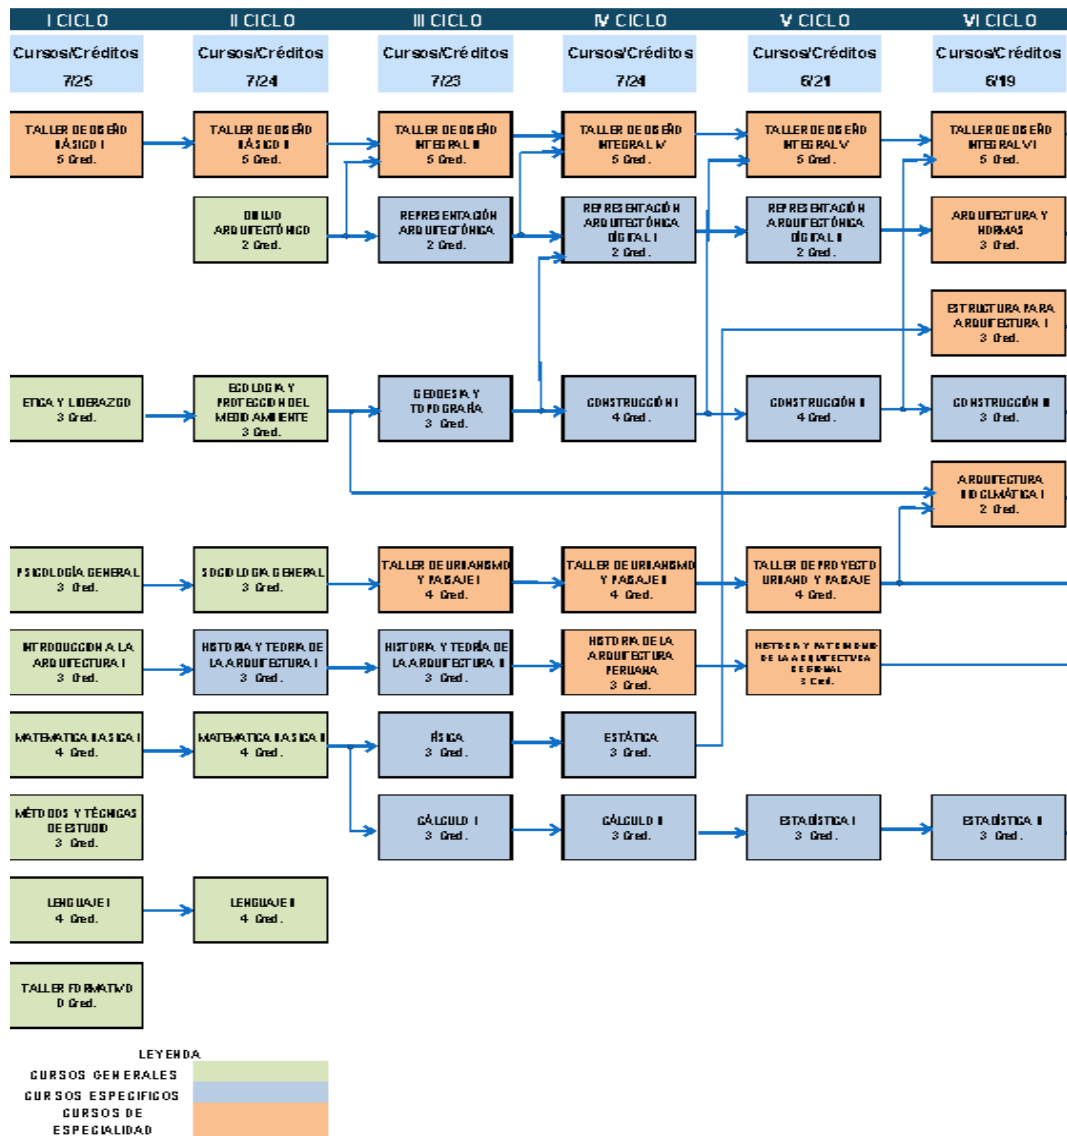 I CICLO
II CICLO
III CICLO
IV CICLO
V CICLO
VI CICLO
Cursos/Créditos
7/25
Cursos/Créditos
7/24
Cursos/Créditos
7/23
Cursos/Créditos
7/24
Cursos/Créditos
6/21
Cursos/Créditos
6/19
TALLER DE DISEÑO
BÁSICO I
5 Cred.
TALLER DE DISEÑO
BÁSICO II
5 Cred.
TALLER DE DISEÑO
INTEGRAL III
5 Cred.
TALLER DE DISEÑO
INTEGRAL IV
5 Cred.
TALLER DE DISEÑO
INTEGRAL V
5 Cred.
TALLER DE DISEÑO
INTEGRAL VI
5 Cred.
DIBUJO
ARQUITECTÓNICO
2 Cred.
REPRESENTACIÓN
ARQUITECTÓNICA
2 Cred.
REPRESENTACIÓN
ARQUITECTÓNICA
DIGITAL I
2 Cred.
REPRESENTACIÓN
ARQUITECTÓNICA
DÍGITAL II
2 Cred.
ARQUITECTURA Y
NORMAS
3 Cred.
ESTRUCTURA PARA
ARQUITECTURA I
3 Cred.
ETICA Y LIDERAZGO
3 Cred.
ECOLOGIA Y
PROTECCION DEL
MEDIO AMBIENTE
3 Cred.
GEODESIA Y
TOPOGRAFÍA
3 Cred.
CONSTRUCCIÓN I
4 Cred.
CONSTRUCCIÓN II
4 Cred.
CONSTRUCCIÓN III
3 Cred.
ARQUITECTURA
BIOCLIMÁTICA I
2 Cred.
PSICOLOGÍA GENERAL
3 Cred.
SOCIOLOGIA GENERAL
3 Cred.
TALLER DE URBANISMO
Y PAISAJE I
4 Cred.
TALLER DE URBANISMO
Y PAISAJE II
4 Cred.
TALLER DE PROYECTO
URBANO Y PAISAJE
4 Cred.
INTRODUCCION A LA
ARQUITECTURA I
3 Cred.
HISTORIA Y TEORIA DE
LA ARQUITECTURA I
3 Cred.
HISTORIA Y TEORÍA DE
LA ARQUITECTURA II
3 Cred.
HISTORIA DE LA
ARQUITECTURA
PERUANA
3 Cred.
HISTORIA Y PATRIMONIO
DE LA ARQUITECTURA
REGIONAL
3 Cred.
MATEMATICA BASICA I
4 Cred.
MATEMATICA BASICA II
4 Cred.
FÍSICA
3 Cred.
ESTÁTICA
3 Cred.
MÉTODOS Y TÉCNICAS
DE ESTUDIO
3 Cred.
CÁLCULO I
3 Cred.
CÁLCULO II
3 Cred.
ESTADÍSTICA I
3 Cred.
ESTADÍSTICA II
3 Cred.
LENGUAJE I
4 Cred.
LENGUAJE II
4 Cred.
TALLER FORMATIVO
0 Cred.
LEYENDA
CURSOS GENERALES
CURSOS ESPECIFICOS
CURSOS DE
ESPECIALIDAD